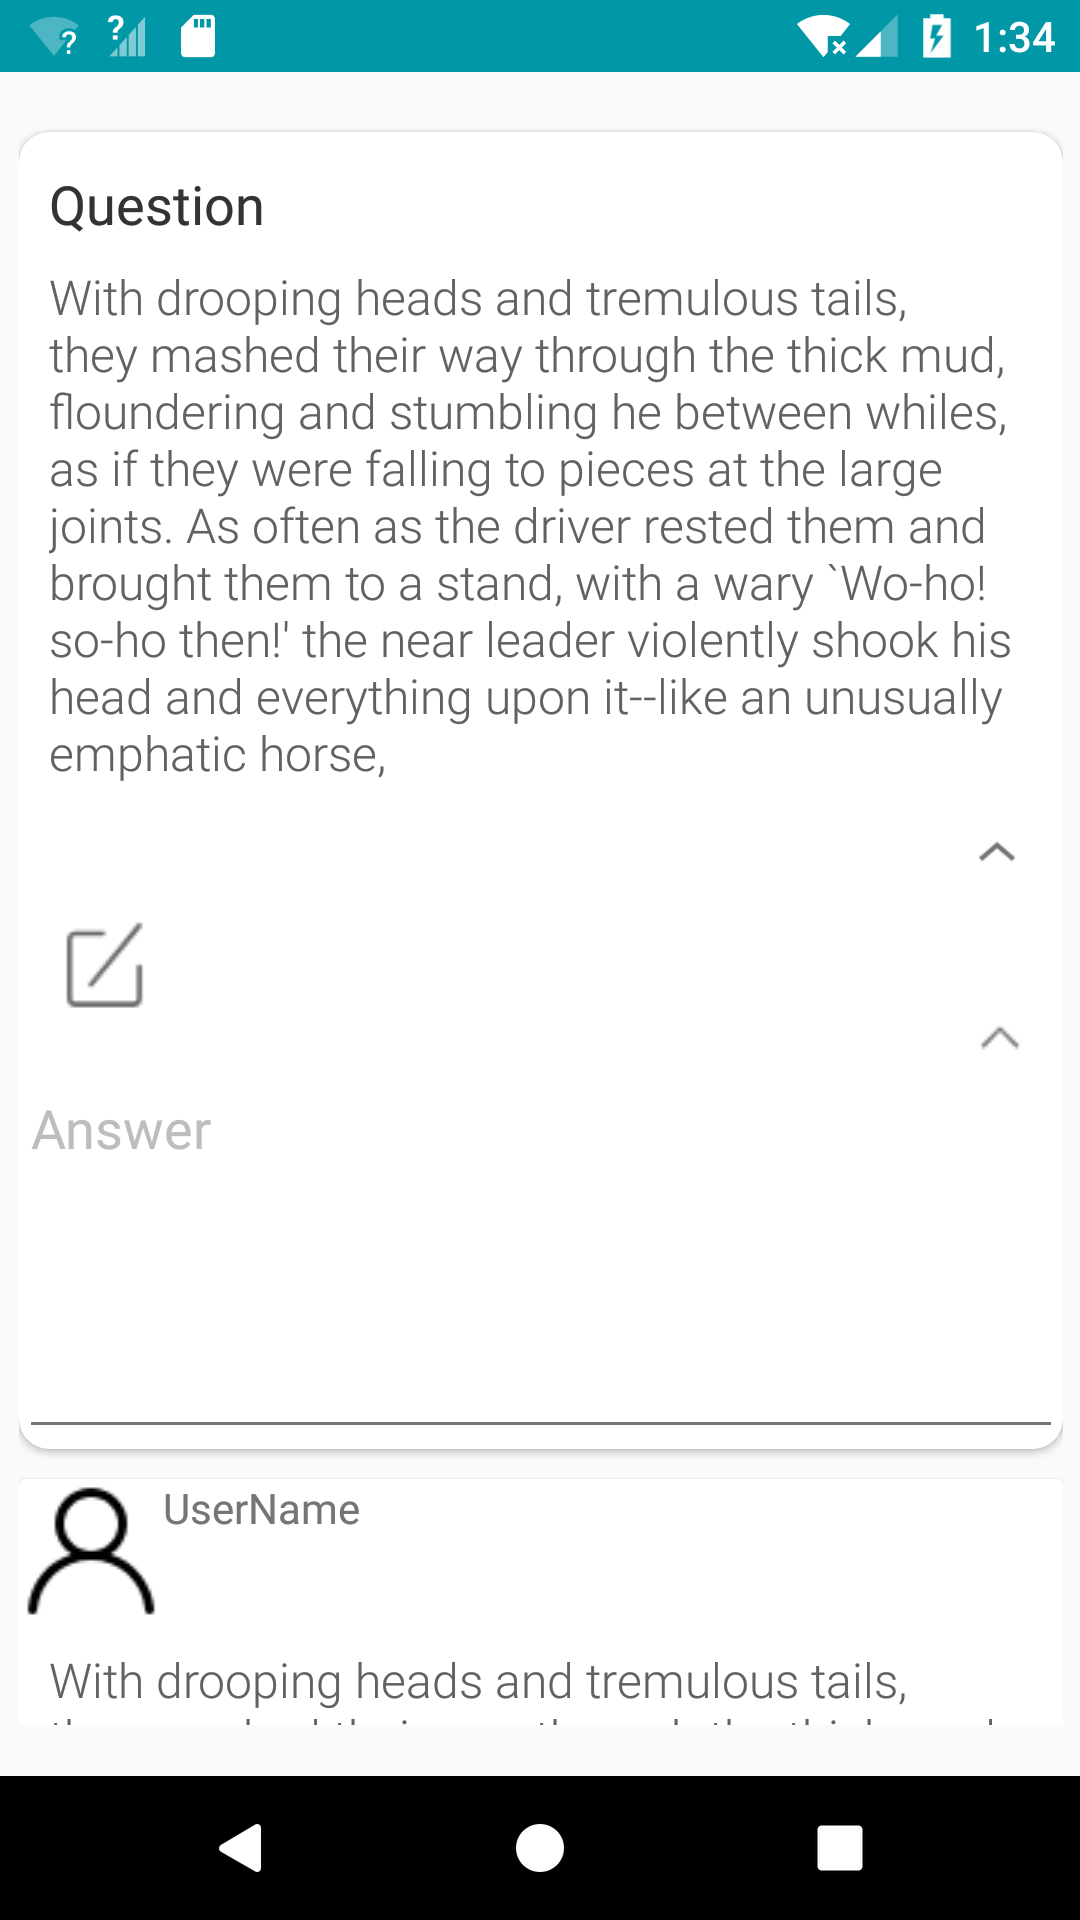 1:34
Question
With drooping heads and tremulous tails,
they mashed their way through the thick mud,
floundering and stumbling he between whiles,
as if they were falling to pieces at the large
joints. As often as the driver rested them and
brought them to a stand, with a wary `Wo-ho!
so-ho then!' the near leader violently shook his
head and everything upon it--like an unusually
emphatic horse,
Answer
UserName
With drooping heads and tremulous tails,